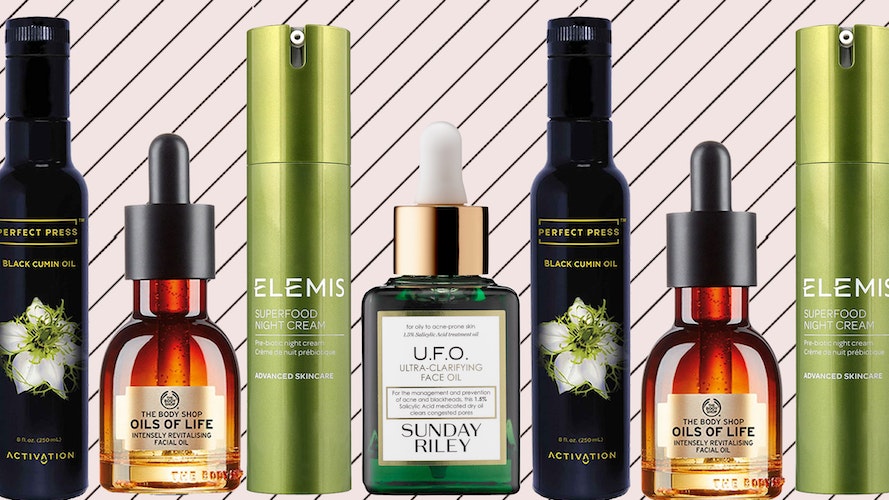 PERFECT PRESS
BLACK CUMIN OIL
8 fl. oz. (250 mL)
ACTIVATION
THE BODY SHOP
OILS OF LIFE
INTENSELY REVITALISING
FACIAL OIL
ELEMIS
SUPERFOOD
NIGHT CREAM
Pre-biotic night cream
Crème de nuit prébiotique
ADVANCED SKINCARE
for oily to acne-prone skin
1.5% Salicylic Acid treatment oil
U.F.O.
ULTRA-CLARIFYING
FACE OIL
For the management and prevention
of acne and blackheads, this 1.5%
Salicylic Acid medicated dry oil
clears congested pores
SUNDAY
RILEY
PERFECT PRESS™
BLACK CUMIN OIL
8 fl. oz. (250 mL)
ACTIVATION
THE BODY SHOP
OILS OF LIFE
INTENSELY REVITALISING
FACIAL OIL
ELEMIS
SUPERFOOD
NIGHT CREAM
Pre-biotic night cream
Crème de nuit prébiotique
ADVANCED SKINCARE